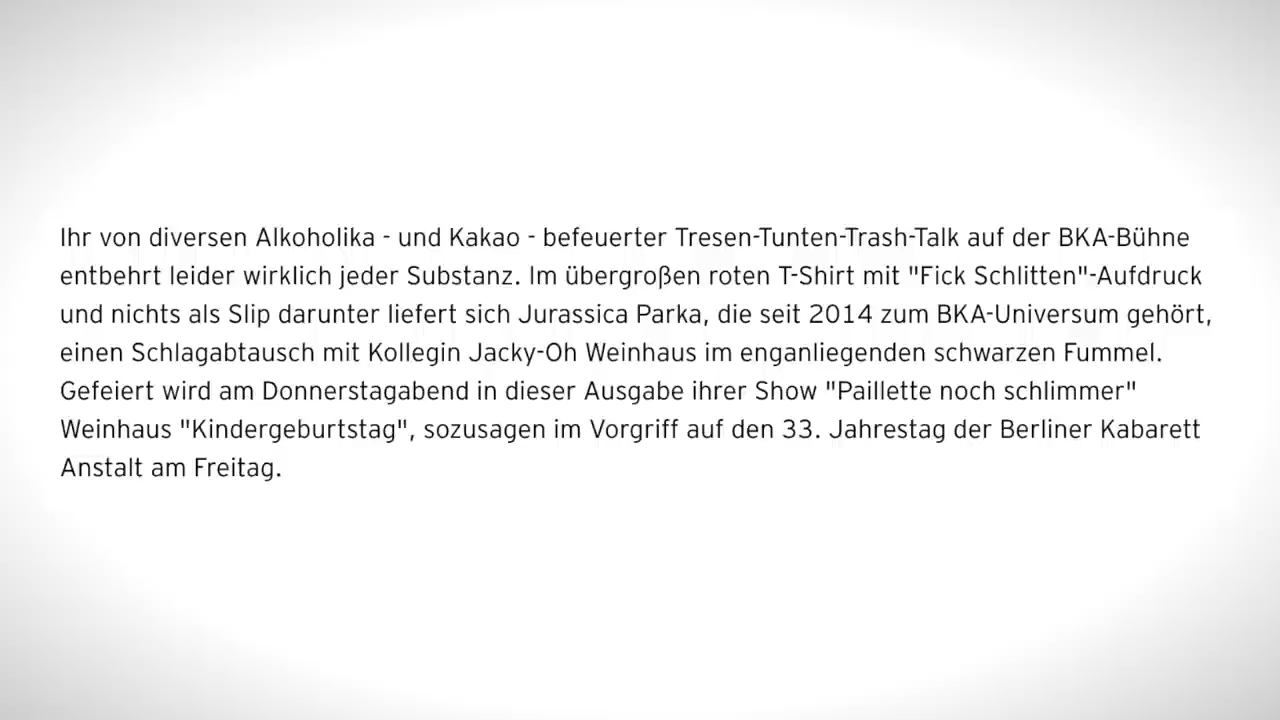 Ihr von diversen Alkoholika - und Kakao - befeuerter Tresen-Tunten-Trash-Talk auf der BKA-Bühne
entbehrt leider wirklich jeder Substanz. Im übergroßen roten T-Shirt mit "Fick Schlitten"-Aufdruck
und nichts als Slip darunter liefert sich Jurassica Parka, die seit 2014 zum BKA-Universum gehört,
einen Schlagabtausch mit Kollegin Jacky-Oh Weinhaus im enganliegenden schwarzen Fummel.
Gefeiert wird am Donnerstagabend in dieser Ausgabe ihrer Show "Paillette noch schlimmer"
Weinhaus "Kindergeburtstag", sozusagen im Vorgriff auf den 33. Jahrestag der Berliner Kabarett
Anstalt am Freitag.